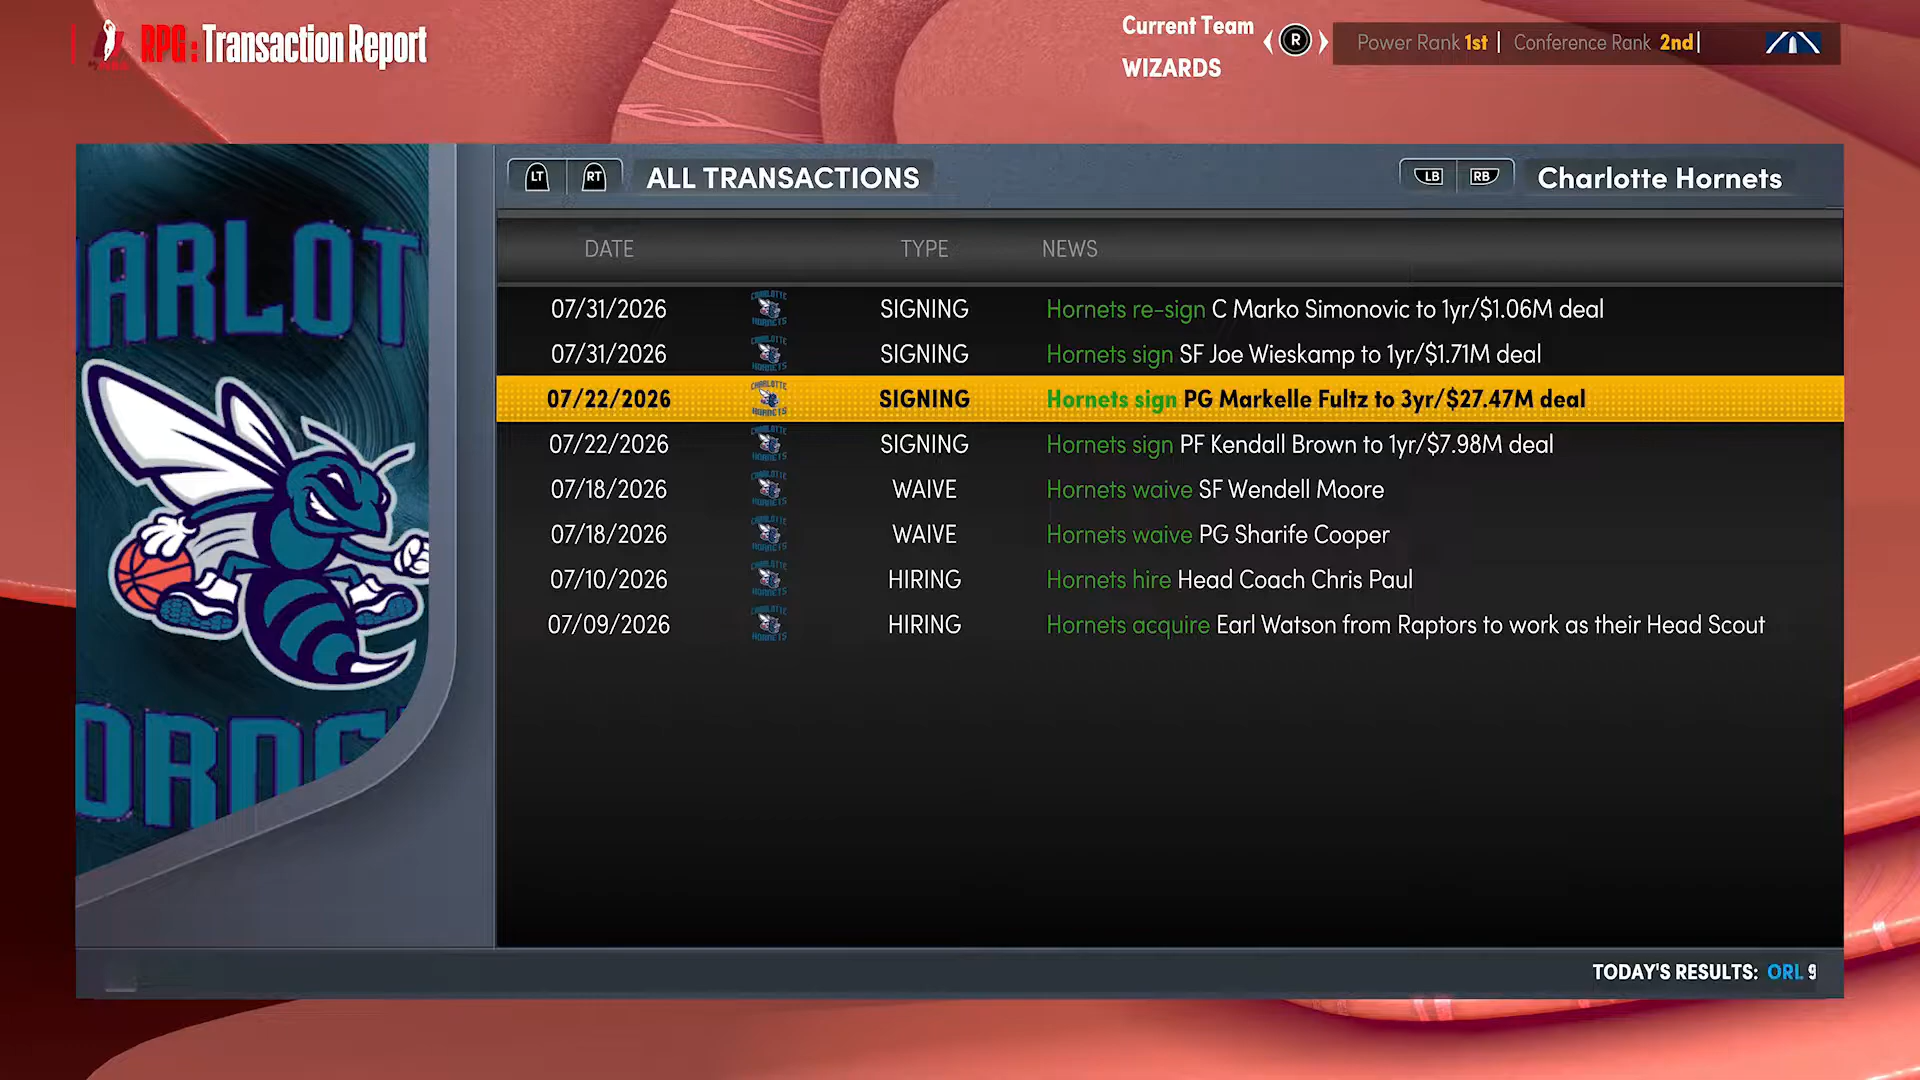 RPG : Transaction Report
Current Team
WIZARDS
R
Power Rank 1st | Conference Rank 2nd |
LT RT ALL TRANSACTIONS
LB RB Charlotte Hornets
DATE TYPE NEWS
07/31/2026 SIGNING Hornets re-sign C Marko Simonovic to 1yr/$1.06M deal
07/31/2026 SIGNING Hornets sign SF Joe Wieskamp to 1yr/$1.71M deal
07/22/2026 SIGNING Hornets sign PG Markelle Fultz to 3yr/$27.47M deal
07/22/2026 SIGNING Hornets sign PF Kendall Brown to 1yr/$7.98M deal
07/18/2026 WAIVE Hornets waive SF Wendell Moore
07/18/2026 WAIVE Hornets waive PG Sharife Cooper
07/10/2026 HIRING Hornets hire Head Coach Chris Paul
07/09/2026 HIRING Hornets acquire Earl Watson from Raptors to work as their Head Scout
TODAY'S RESULTS: ORL 9